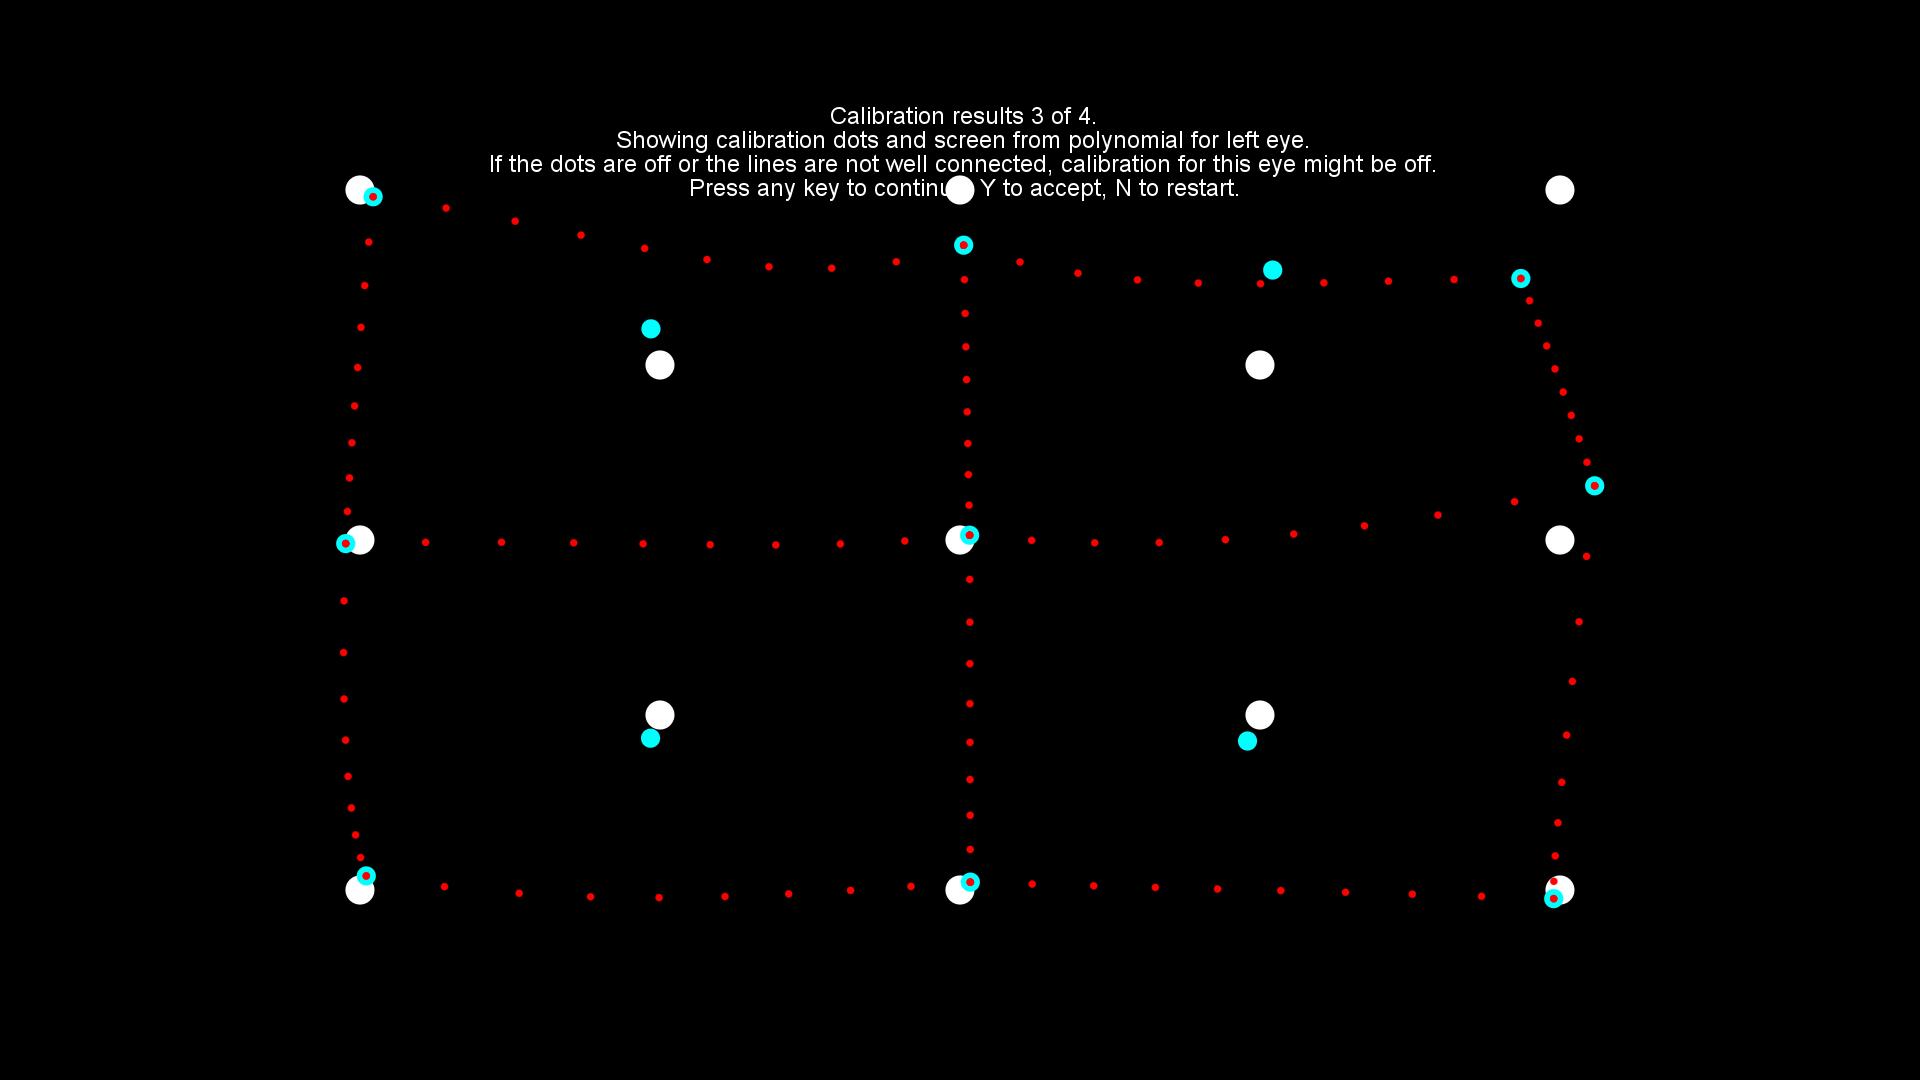 Calibration results 3 of 4.
Showing calibration dots and screen from polynomial for left eye.
If the dots are off or the lines are not well connected, calibration for this eye might be off.
Press any key to continu Y to accept, N to restart.